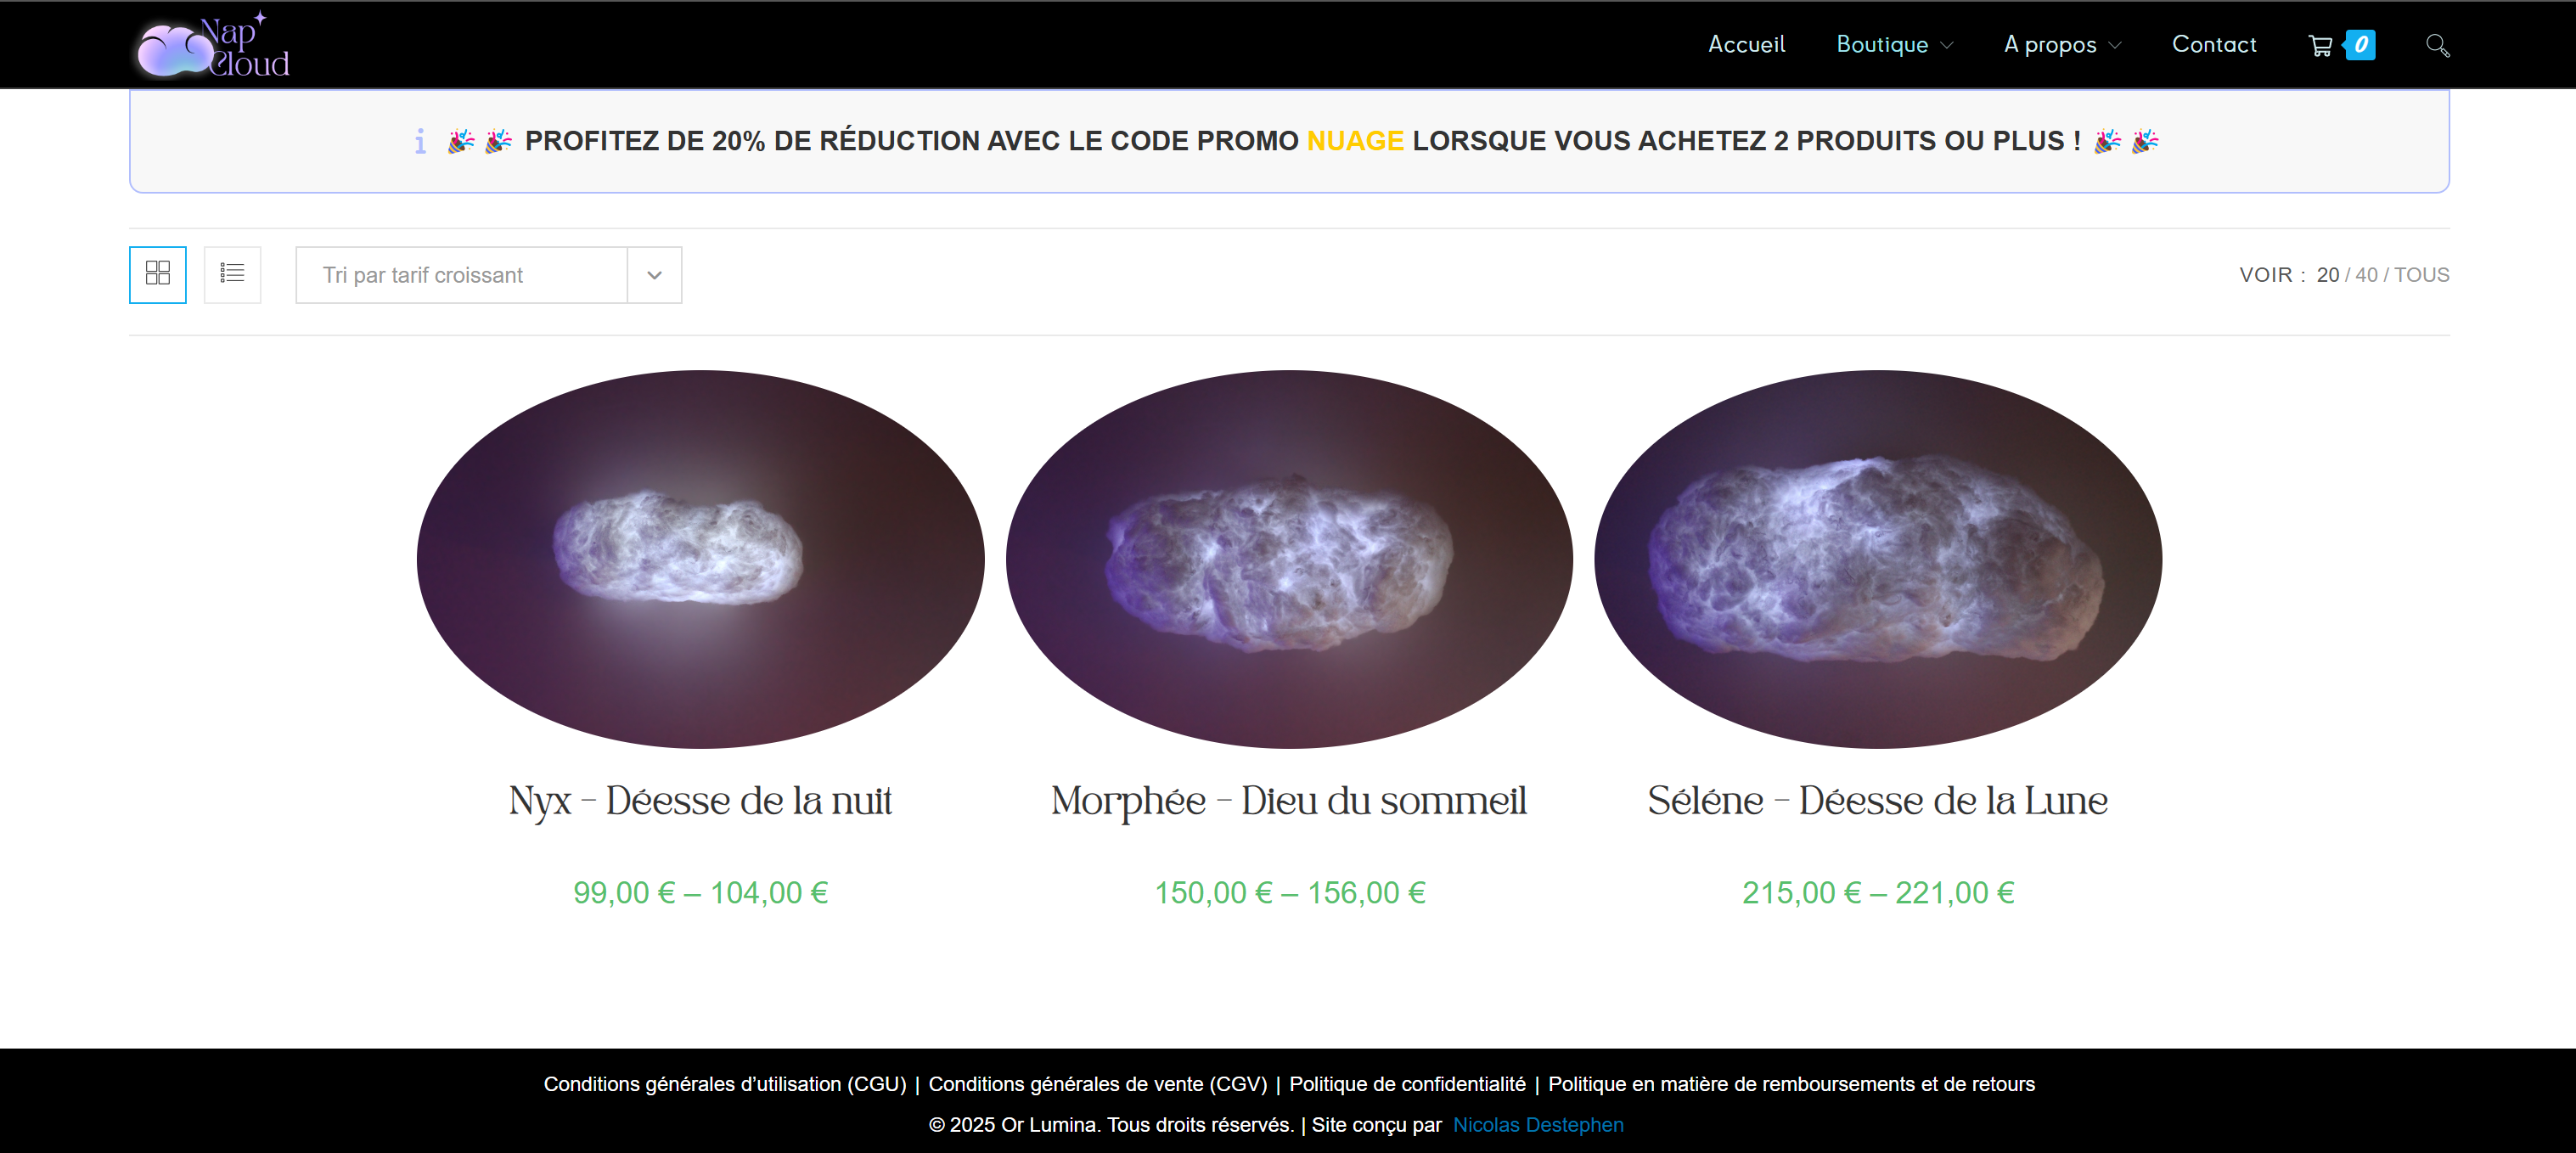 Nap
Cloud
Accueil Boutique A propos Contact 0
PROFITEZ DE 20% DE RÉDUCTION AVEC LE CODE PROMO NUAGE LORSQUE VOUS ACHETEZ 2 PRODUITS OU PLUS !
Tri par tarif croissant
VOIR : 20 / 40 / TOUS
Nyx – Déesse de la nuit
99,00 € – 104,00 €
Morphée – Dieu du sommeil
150,00 € – 156,00 €
Séléne – Déesse de la Lune
215,00 € – 221,00 €
Conditions générales d’utilisation (CGU) | Conditions générales de vente (CGV) | Politique de confidentialité | Politique en matière de remboursements et de retours
© 2025 Or Lumina. Tous droits réservés. | Site conçu par Nicolas Destephen